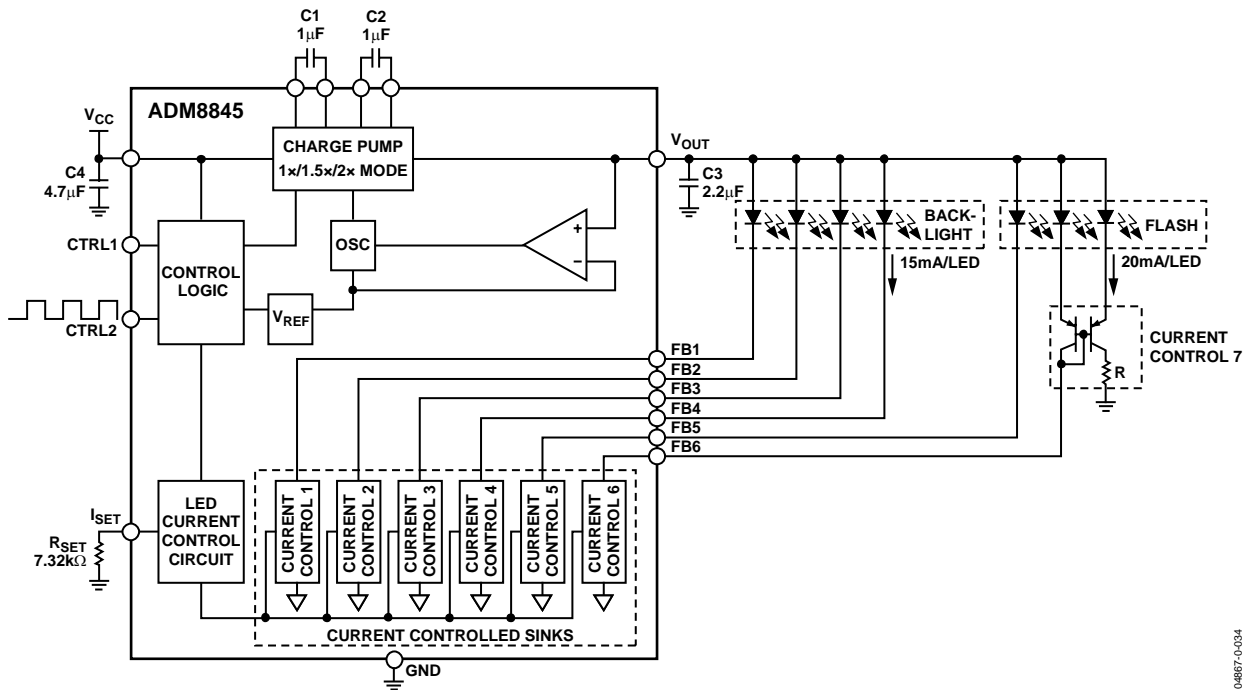 C1
1μF
C2
1μF
ADM8845
VCC
C4
4.7μF
CHARGE PUMP
1×/1.5×/2× MODE
VOUT
C3
2.2μF
CTRL1
CONTROL
LOGIC
OSC
+
−
BACK-
LIGHT
FLASH
15mA/LED
20mA/LED
CTRL2
VREF
CURRENT
CONTROL 7
R
FB1
FB2
FB3
FB4
FB5
FB6
ISET
RSET
7.32kΩ
LED
CURRENT
CONTROL
CIRCUIT
CURRENT
CONTROL 1
CURRENT
CONTROL 2
CURRENT
CONTROL 3
CURRENT
CONTROL 4
CURRENT
CONTROL 5
CURRENT
CONTROL 6
CURRENT CONTROLLED SINKS
GND
04867-0-034